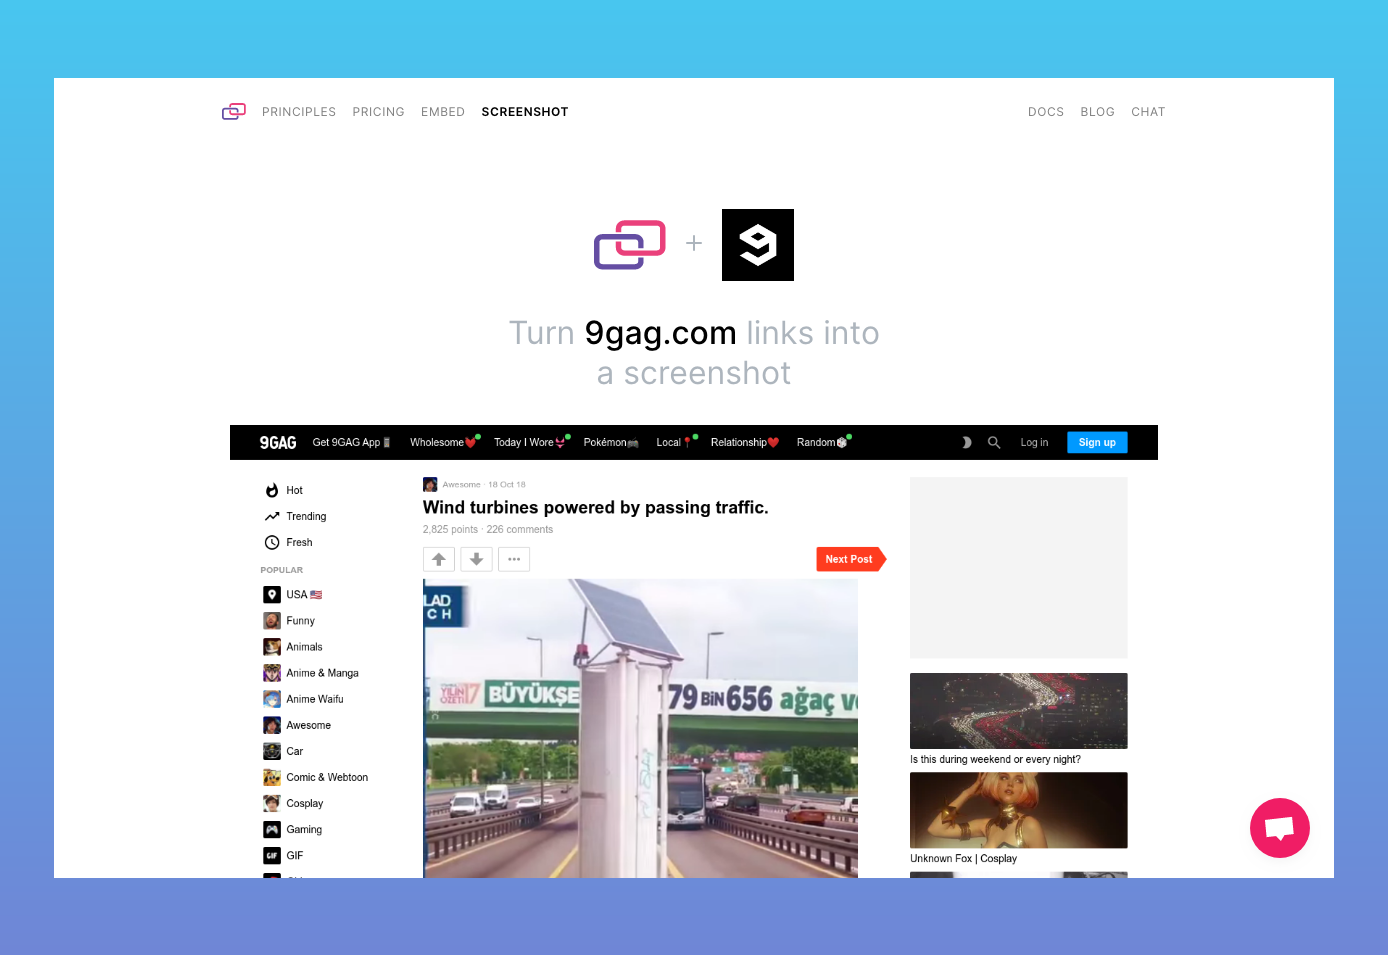 PRINCIPLES PRICING EMBED SCREENSHOT DOCS BLOG CHAT
Turn 9gag.com links into
a screenshot
9GAG Get 9GAG App Wholesome Today I Wore Pokémon Local Relationship Random Log in Sign up
Hot
Trending
Fresh
POPULAR
USA
Funny
Animals
Anime & Manga
Anime Waifu
Awesome
Car
Comic & Webtoon
Cosplay
Gaming
GIF
Awesome · 18 Oct 18
Wind turbines powered by passing traffic.
2,825 points · 226 comments
Next Post
LAD
CH
YILIN
ÖZETİ 17 BÜYÜKŞE 79 BİN 656 ağaç v
Is this during weekend or every night?
Unknown Fox | Cosplay